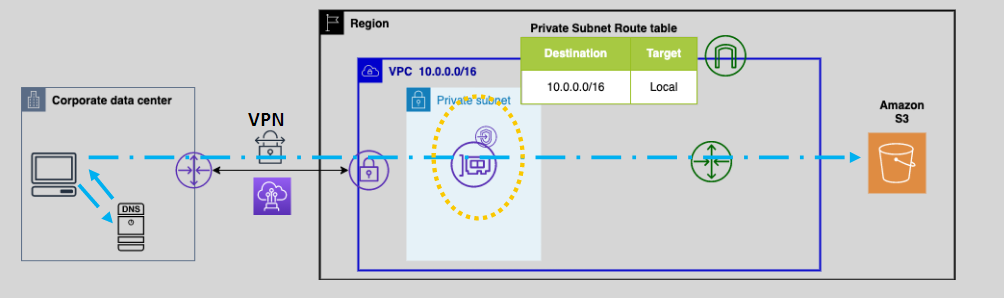 Region
Private Subnet Route table
Destination Target
10.0.0.0/16 Local
VPC 10.0.0.0/16
Private subnet
Corporate data center
VPN
DNS
Amazon
S3